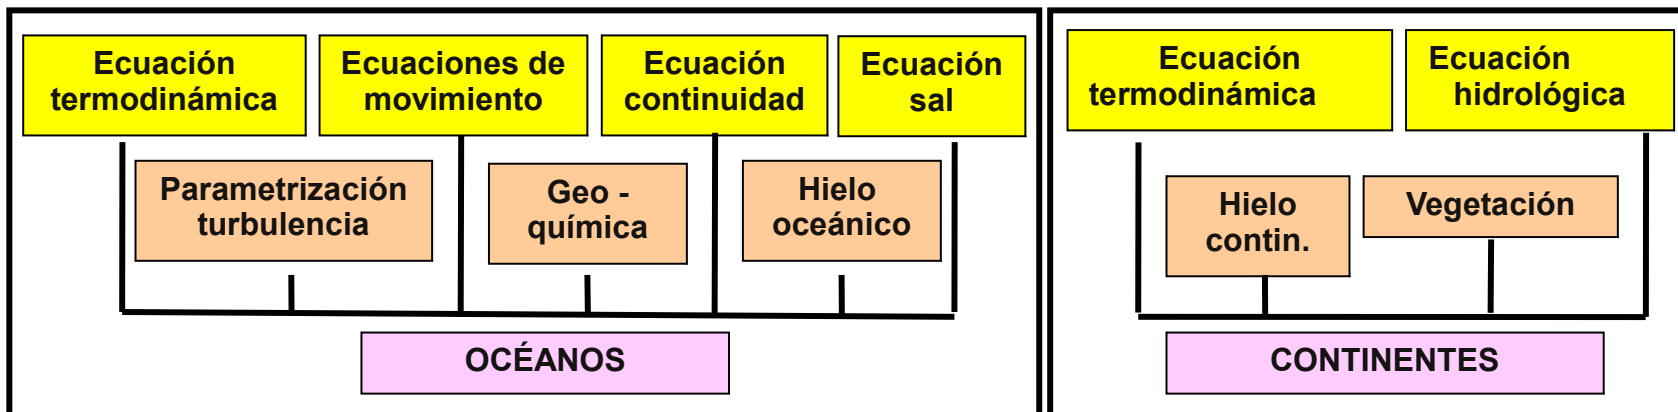 Ecuación
termodinámica
Ecuaciones de
movimiento
Ecuación
continuidad
Ecuación
sal
Parametrización
turbulencia
Geo -
química
Hielo
oceánico
OCÉANOS
Ecuación
termodinámica
Ecuación
hidrológica
Hielo
contin.
Vegetación
CONTINENTES